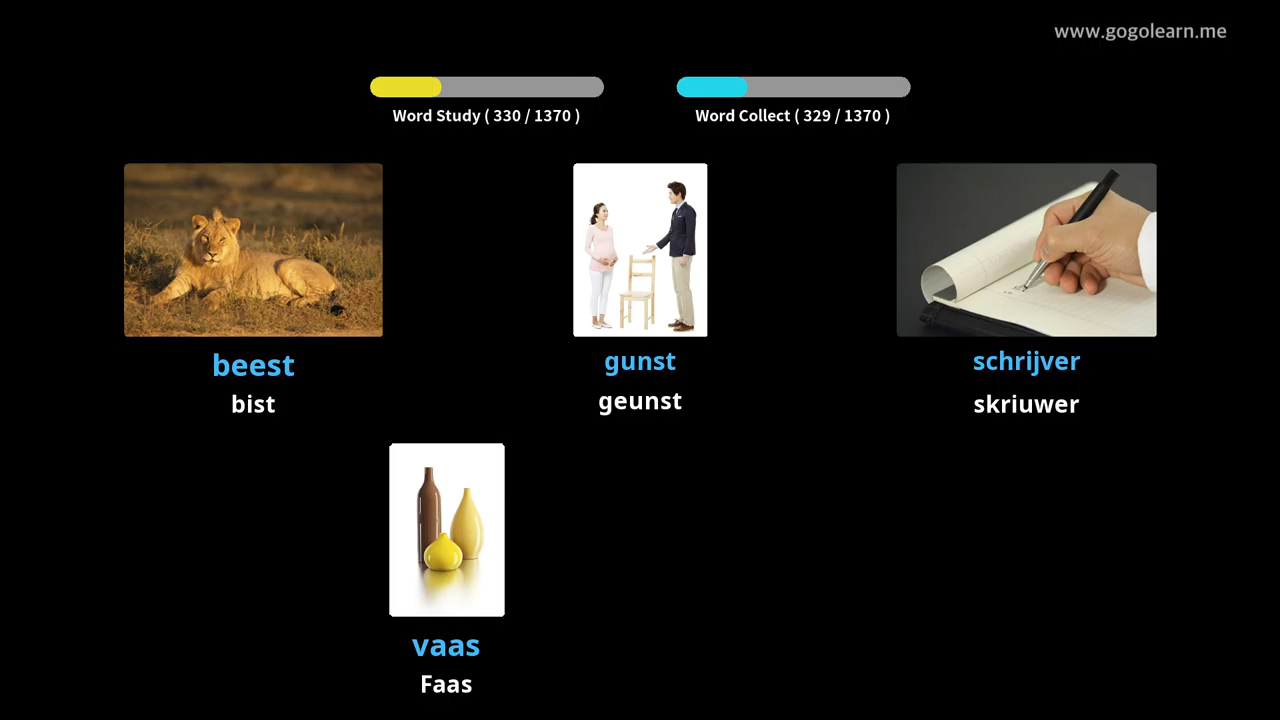 www.gogolearn.me
Word Study ( 330 / 1370 )
Word Collect ( 329 / 1370 )
beest
bist
gunst
geunst
schrijver
skriuwer
vaas
Faas